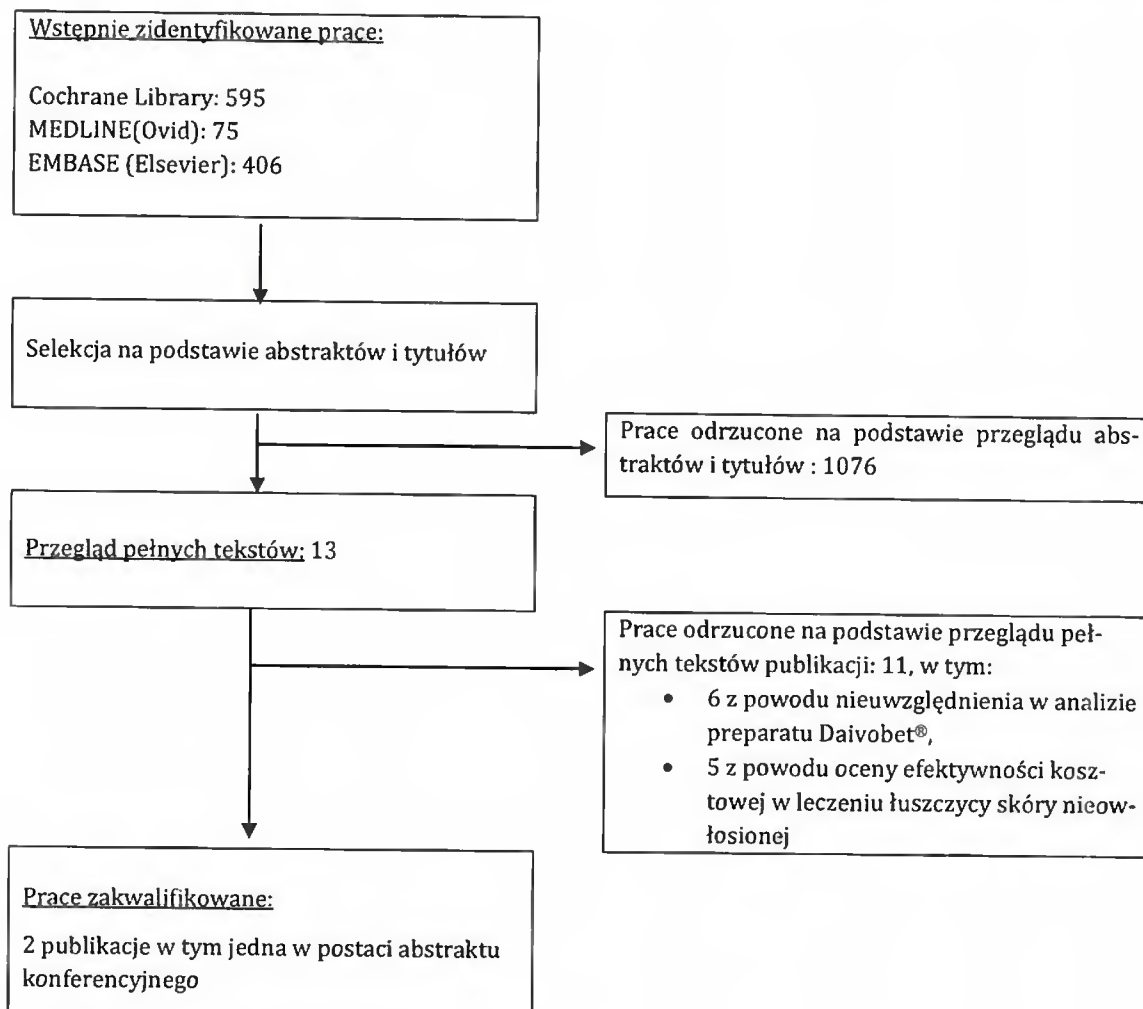 Wstępnie zidentyfikowane prace:
Cochrane Library: 595
MEDLINE(Ovid): 75
EMBASE (Elsevier): 406
Selekcja na podstawie abstraktów i tytułów
Prace odrzucone na podstawie przeglądu abs-
traktów i tytułów : 1076
Przegląd pełnych tekstów: 13
Prace odrzucone na podstawie przeglądu peł-
nych tekstów publikacji: 11, w tym:
• 6 z powodu nieuwzględnienia w analizie
preparatu Daivobet®,
• 5 z powodu oceny efektywności kosz-
towej w leczeniu łuszczycy skóry nieow-
łosionej
Prace zakwalifikowane:
2 publikacje w tym jedna w postaci abstraktu
konferencyjnego